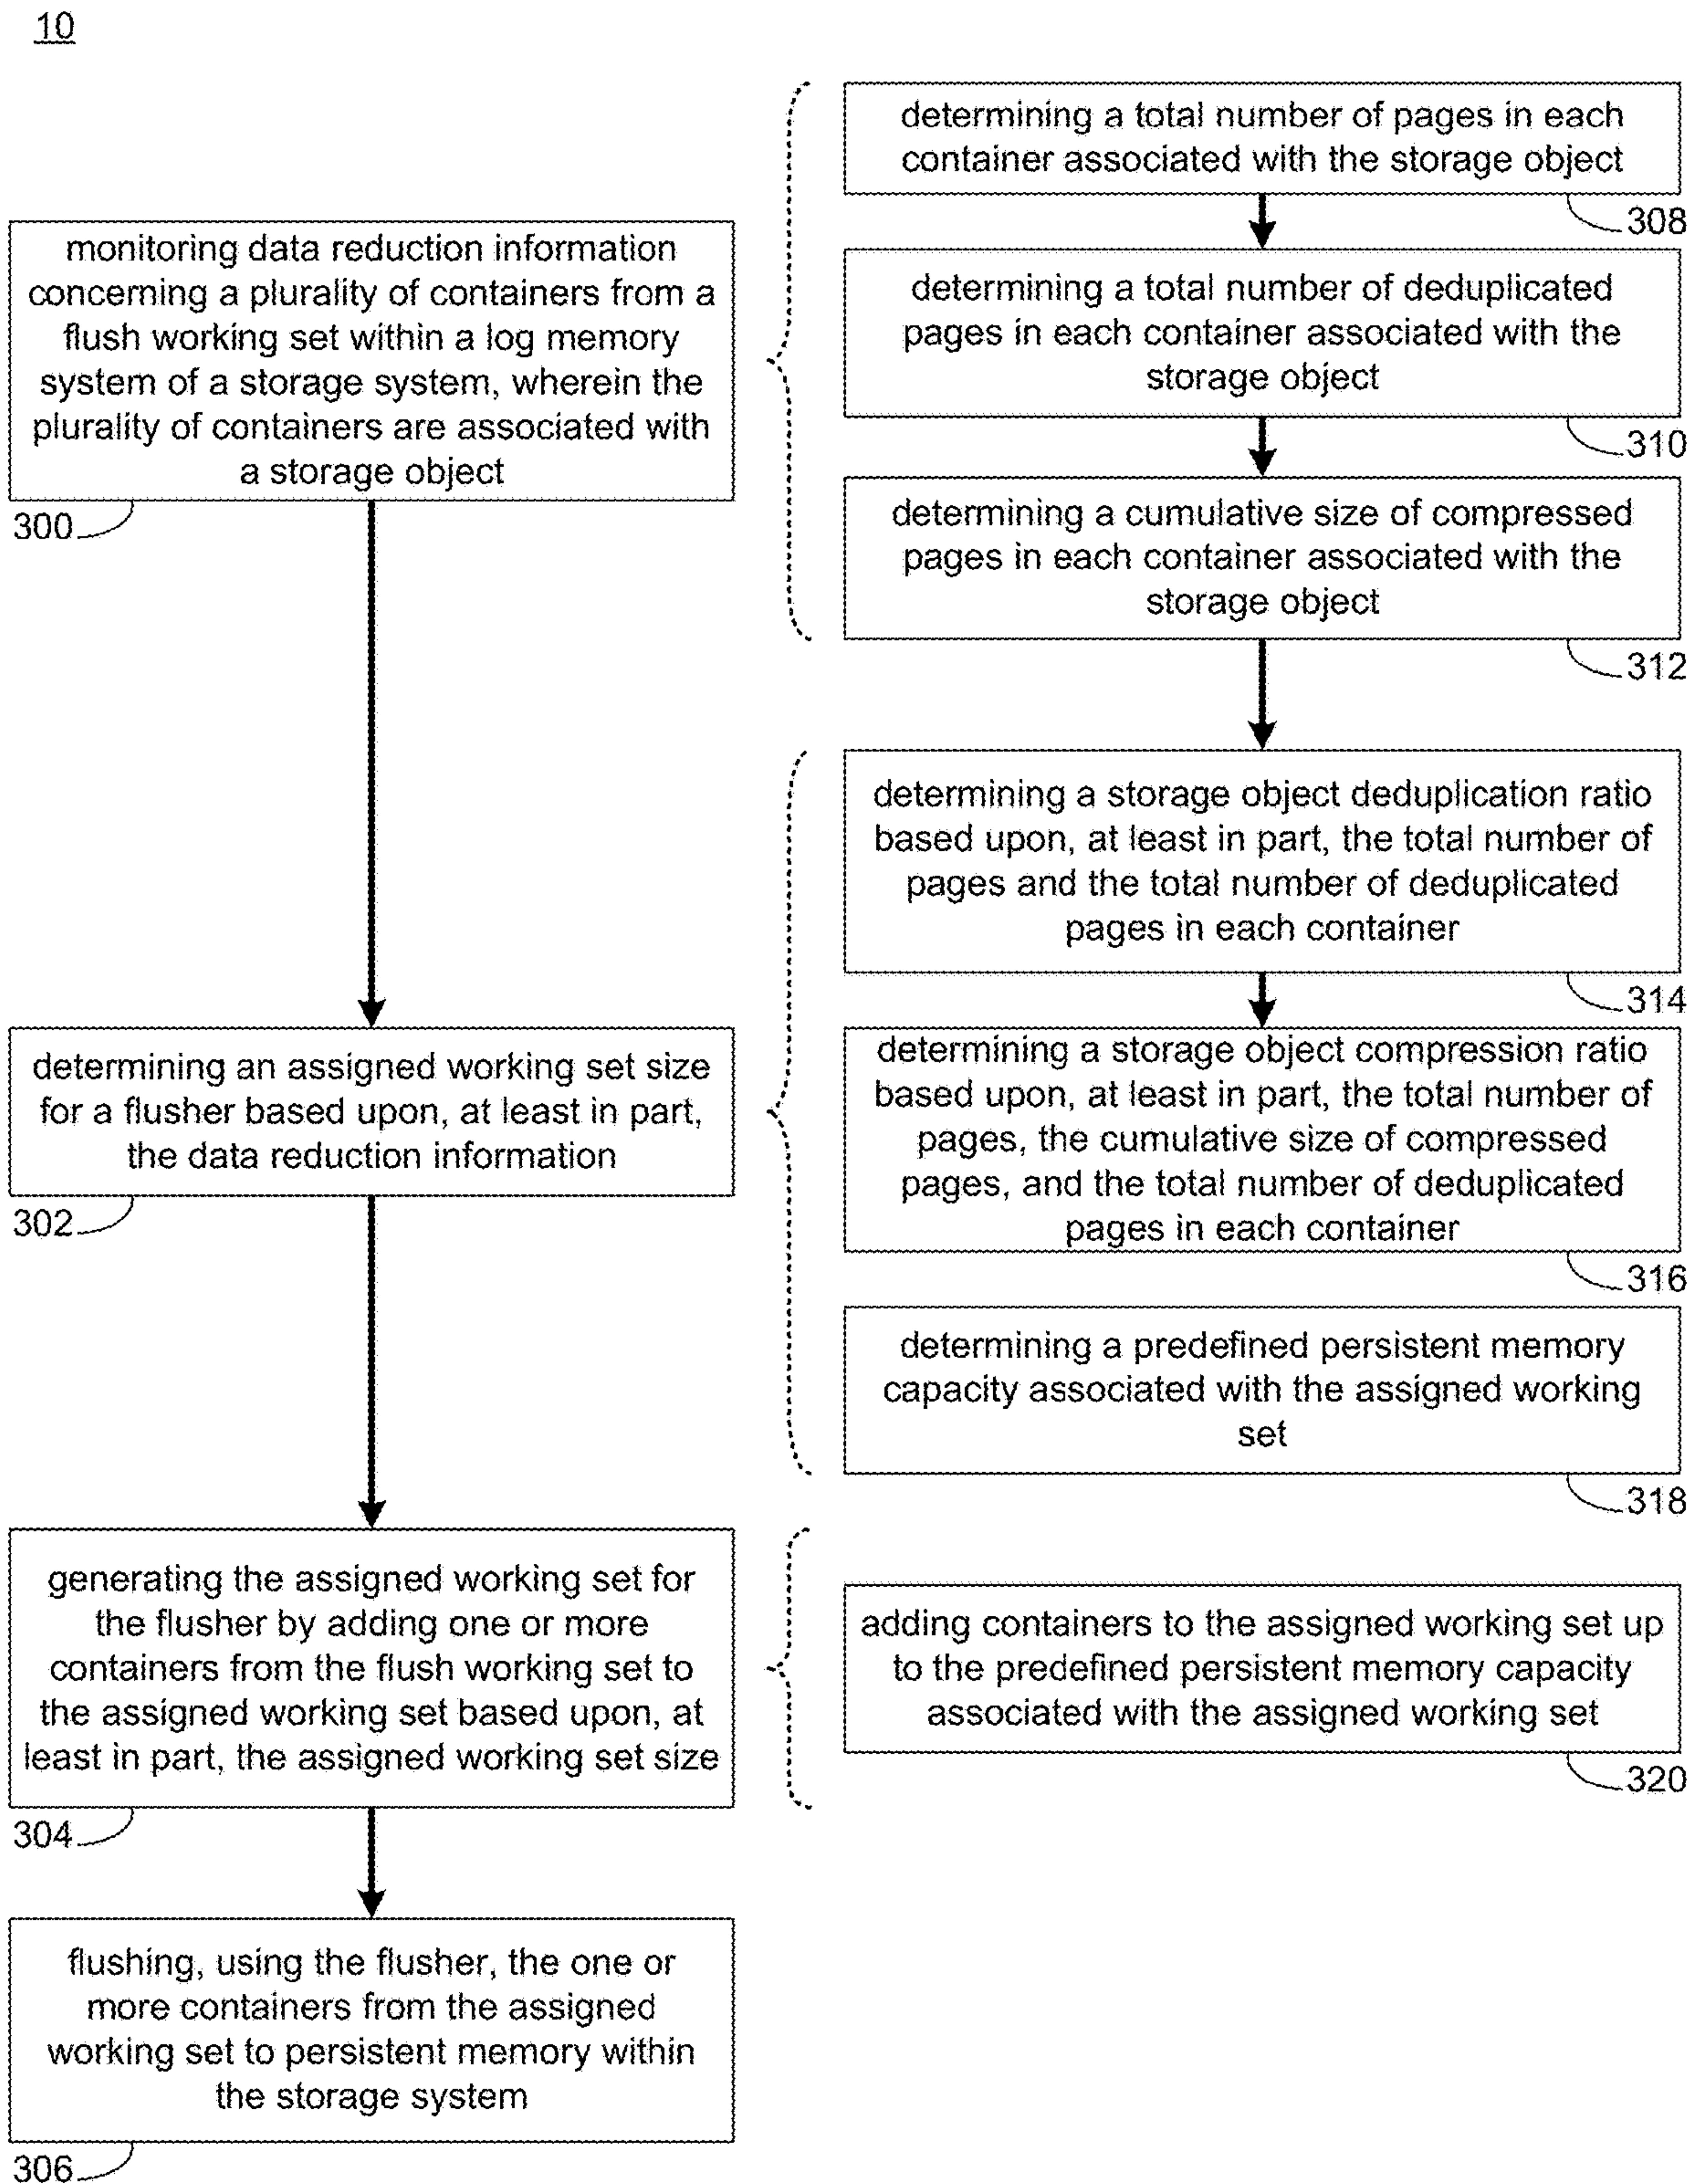 10
monitoring data reduction information
concerning a plurality of containers from a
flush working set within a log memory
system of a storage system, wherein the
plurality of containers are associated with
a storage object
300
determining an assigned working set size
for a flusher based upon, at least in part,
the data reduction information
302
generating the assigned working set for
the flusher by adding one or more
containers from the flush working set to
the assigned working set based upon, at
least in part, the assigned working set size
304
flushing, using the flusher, the one or
more containers from the assigned
working set to persistent memory within
the storage system
306
determining a total number of pages in each
container associated with the storage object
308
determining a total number of deduplicated
pages in each container associated with the
storage object
310
determining a cumulative size of compressed
pages in each container associated with the
storage object
312
determining a storage object deduplication ratio
based upon, at least in part, the total number of
pages and the total number of deduplicated
pages in each container
314
determining a storage object compression ratio
based upon, at least in part, the total number of
pages, the cumulative size of compressed
pages, and the total number of deduplicated
pages in each container
316
determining a predefined persistent memory
capacity associated with the assigned working
set
318
adding containers to the assigned working set up
to the predefined persistent memory capacity
associated with the assigned working set
320